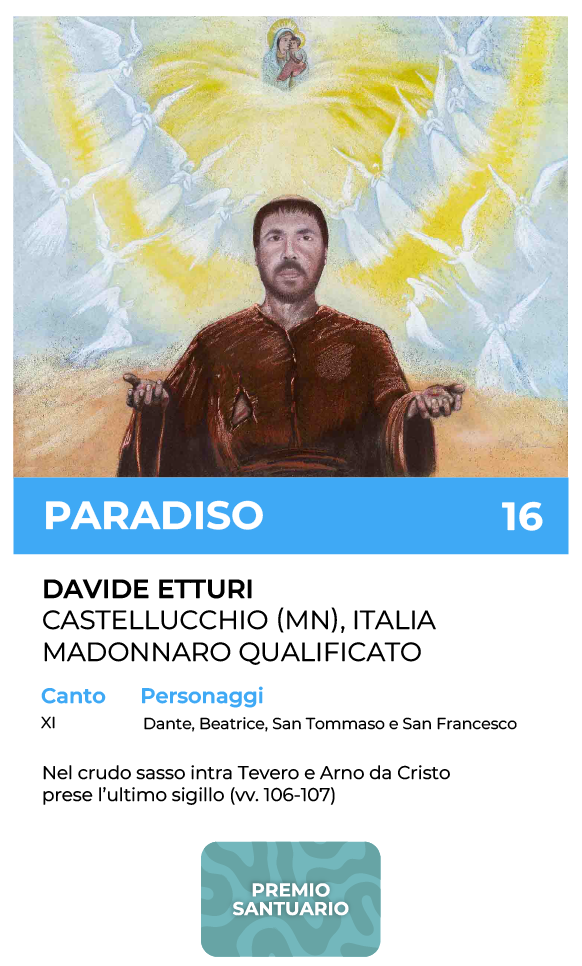 PARADISO 16
DAVIDE ETTURI
CASTELLUCCHIO (MN), ITALIA
MADONNARO QUALIFICATO
Canto Personaggi
XI Dante, Beatrice, San Tommaso e San Francesco
Nel crudo sasso intra Tevero e Arno da Cristo
prese l’ultimo sigillo (vv. 106-107)
PREMIO
SANTUARIO